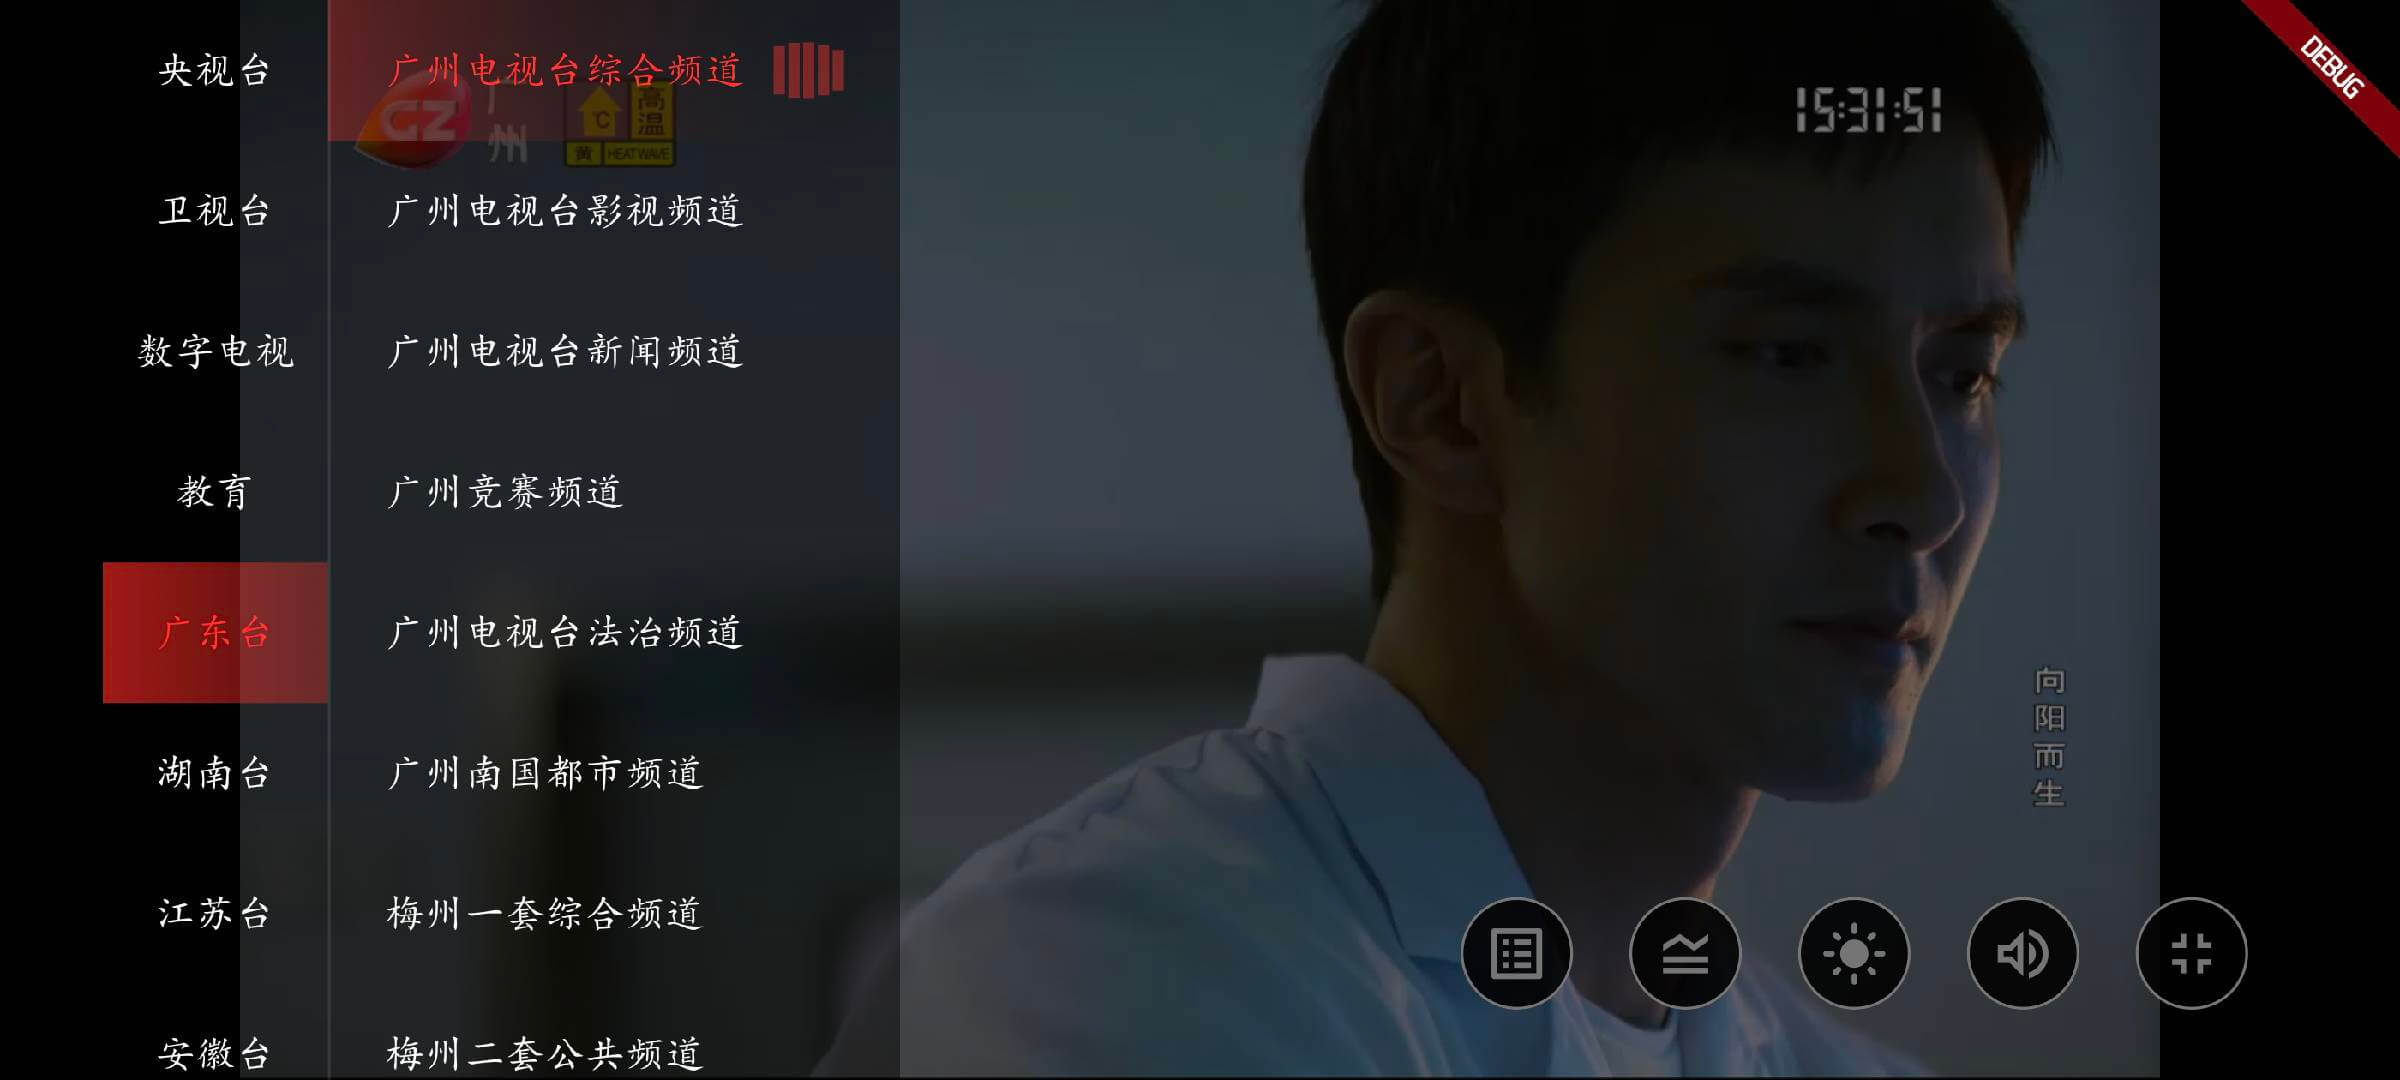 央视台
卫视台
数字电视
教育
广东台
湖南台
江苏台
安徽台
广州电视台综合频道
广州电视台影视频道
广州电视台新闻频道
广州竞赛频道
广州电视台法治频道
广州南国都市频道
梅州一套综合频道
梅州二套公共频道
GZ
广州
℃
高温
黄
HEAT WAVE
15:31:51
DEBUG
向阳而生